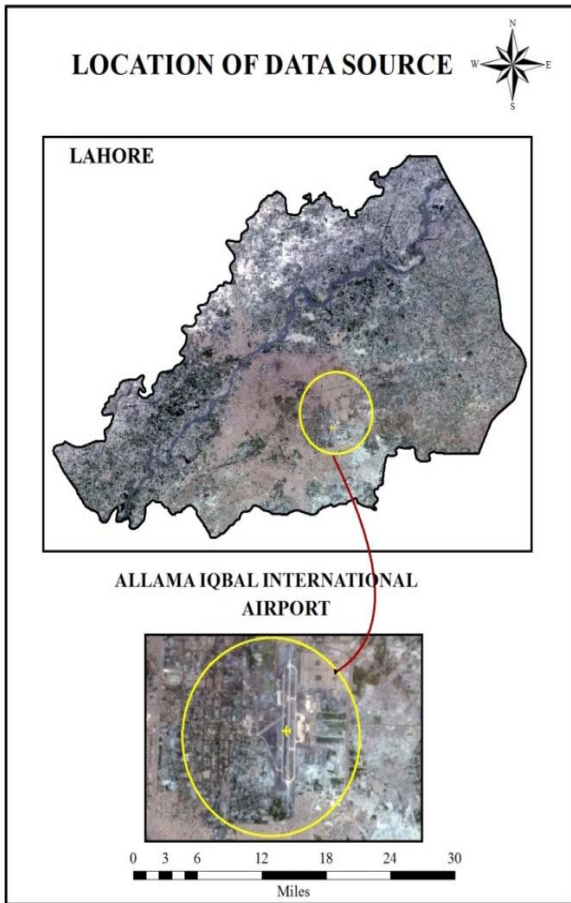 N
LOCATION OF DATA SOURCE
W E
S
LAHORE
ALLAMA IQBAL INTERNATIONAL
AIRPORT
0 3 6 12 18 24 30
Miles